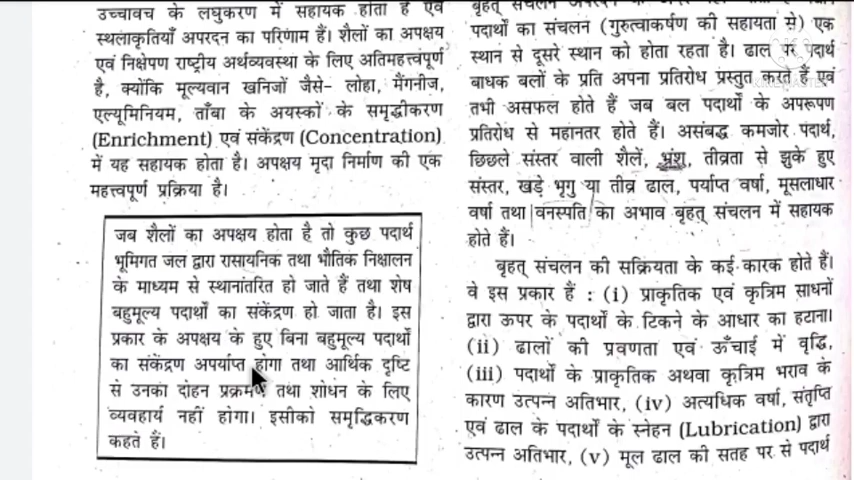 उच्चावच के लघुकरण में सहायक होता है एवं
स्थलाकृतियाँ अपरदन का परिणाम हैं। शैलों का अपक्षय
एवं निक्षेपण राष्ट्रीय अर्थव्यवस्था के लिए अतिमहत्त्वपूर्ण
है, क्योंकि मूल्यवान खनिजों जैसे– लोहा, मैंगनीज,
एल्यूमिनियम, ताँबा के अयस्कों के समृद्धीकरण
(Enrichment) एवं संकेंद्रण (Concentration)
में यह सहायक होता है। अपक्षय मृदा निर्माण की एक
महत्त्वपूर्ण प्रक्रिया है।
जब शैलों का अपक्षय होता है तो कुछ पदार्थ
भूमिगत जल द्वारा रासायनिक तथा भौतिक निक्षालन
के माध्यम से स्थानांतरित हो जाते हैं तथा शेष
बहुमूल्य पदार्थों का संकेंद्रण हो जाता है। इस
प्रकार के अपक्षय के हुए बिना बहुमूल्य पदार्थों
का संकेंद्रण अपर्याप्त होगा तथा आर्थिक दृष्टि
से उनका दोहन प्रक्रमण तथा शोधन के लिए
व्यवहार्य नहीं होगा। इसीको समृद्धिकरण
कहते हैं।
बृहत् संचलन
पदार्थों का संचलन (गुरुत्वाकर्षण की सहायता से) एक
स्थान से दूसरे स्थान को होता रहता है। ढाल पर पदार्थ
बाधक बलों के प्रति अपना प्रतिरोध प्रस्तुत करते हैं एवं
तभी असफल होते हैं जब बल पदार्थों के अपरूपण
प्रतिरोध से महानतर होते हैं। असंबद्ध कमजोर पदार्थ,
छिछले संस्तर वाली शैलें, भ्रंश, तीव्रता से झुके हुए
संस्तर, खड़े भृगु या तीव्र ढाल, पर्याप्त वर्षा, मूसलाधार
वर्षा तथा वनस्पति का अभाव बृहत् संचलन में सहायक
होते हैं।
बृहत् संचलन की सक्रियता के कई कारक होते हैं।
वे इस प्रकार हैं : (i) प्राकृतिक एवं कृत्रिम साधनों
द्वारा ऊपर के पदार्थों के टिकने के आधार का हटाना।
(ii) ढालों की प्रवणता एवं ऊँचाई में वृद्धि,
(iii) पदार्थों के प्राकृतिक अथवा कृत्रिम भराव के
कारण उत्पन्न अतिभार, (iv) अत्यधिक वर्षा, संतृप्ति
एवं ढाल के पदार्थों के स्नेहन (Lubrication) द्वारा
उत्पन्न अतिभार, (v) मूल ढाल की सतह पर से पदार्थ